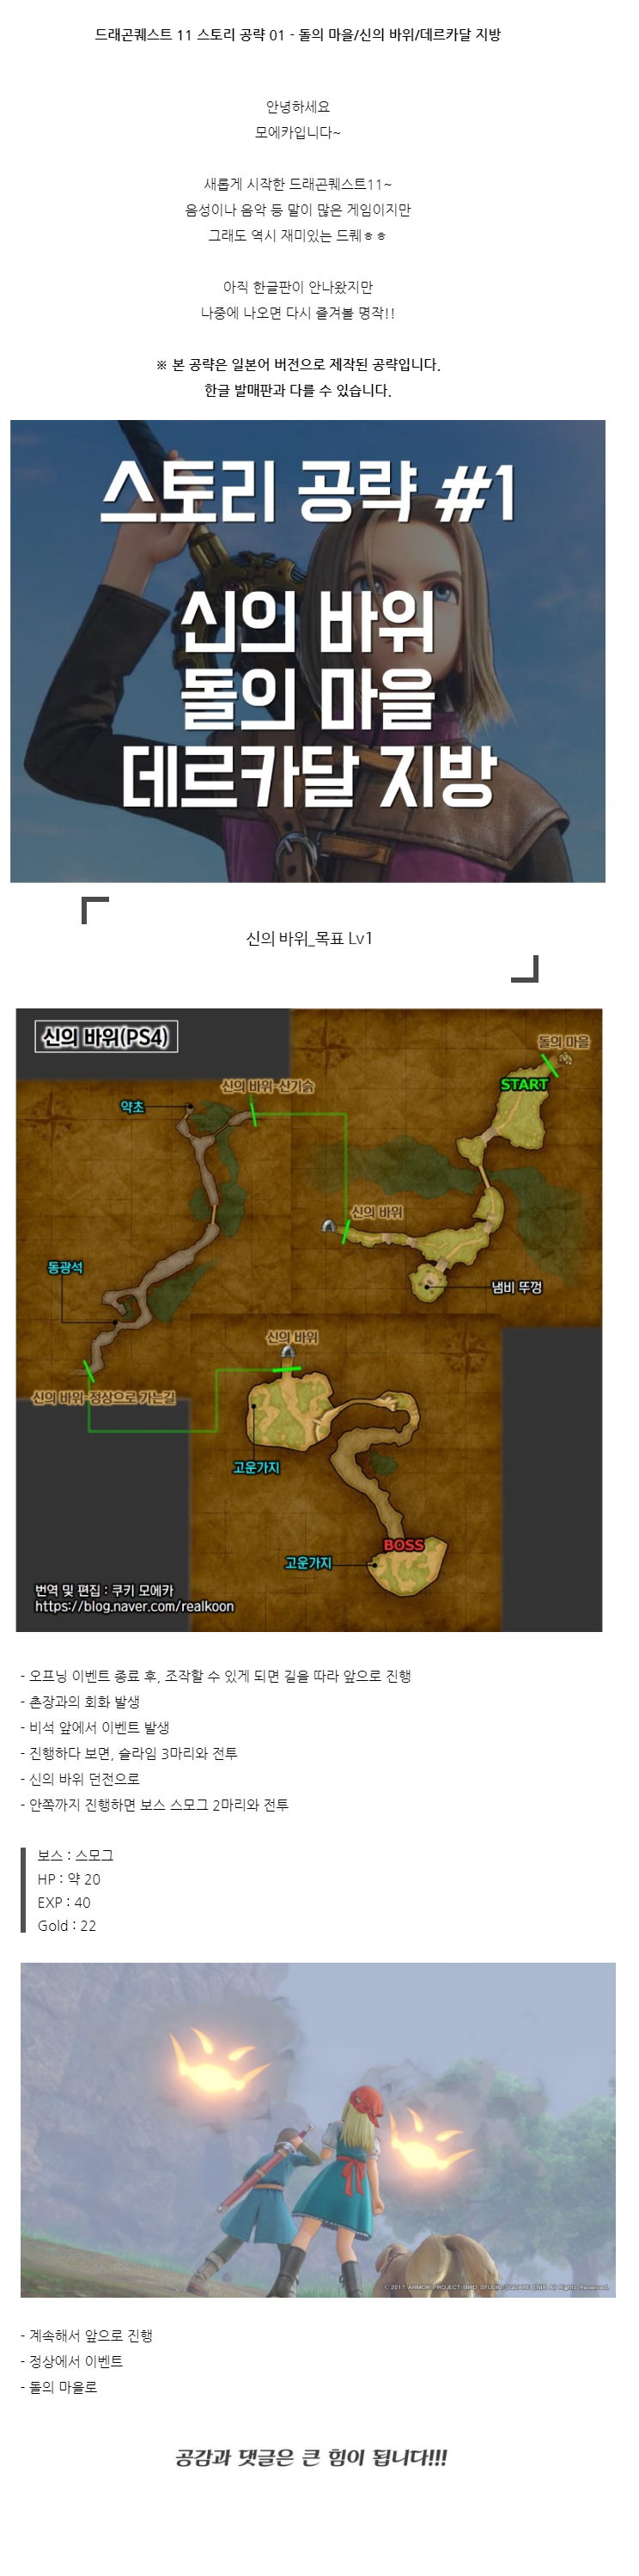 드래곤퀘스트 11 스토리 공략 01 - 돌의 마을/신의 바위/데르카달 지방
안녕하세요
모에카입니다~
새롭게 시작한 드래곤퀘스트11~
음성이나 음악 등 말이 많은 게임이지만
그래도 역시 재미있는 드퀘ㅎㅎ
아직 한글판이 안나왔지만
나중에 나오면 다시 즐겨볼 명작!!
※ 본 공략은 일본어 버전으로 제작된 공략입니다.
한글 발매판과 다를 수 있습니다.
스토리 공략 #1
신의 바위
돌의 마을
데르카달 지방
신의 바위_목표 Lv1
신의 바위(PS4)
돌의 마을
START
신의 바위-산기슭
약초
신의 바위
동광석
냄비 뚜껑
신의 바위
신의 바위-정상으로 가는길
고운가지
BOSS
고운가지
번역 및 편집 : 쿠키 모에카
https://blog.naver.com/realkoon
- 오프닝 이벤트 종료 후, 조작할 수 있게 되면 길을 따라 앞으로 진행
- 촌장과의 회화 발생
- 비석 앞에서 이벤트 발생
- 진행하다 보면, 슬라임 3마리와 전투
- 신의 바위 던전으로
- 안쪽까지 진행하면 보스 스모그 2마리와 전투
보스 : 스모그
HP : 약 20
EXP : 40
Gold : 22
© 2017 ARMOR PROJECT/BIRD STUDIO/SQUARE ENIX All Rights Reserved.
- 계속해서 앞으로 진행
- 정상에서 이벤트
- 돌의 마을로
공감과 댓글은 큰 힘이 됩니다!!!